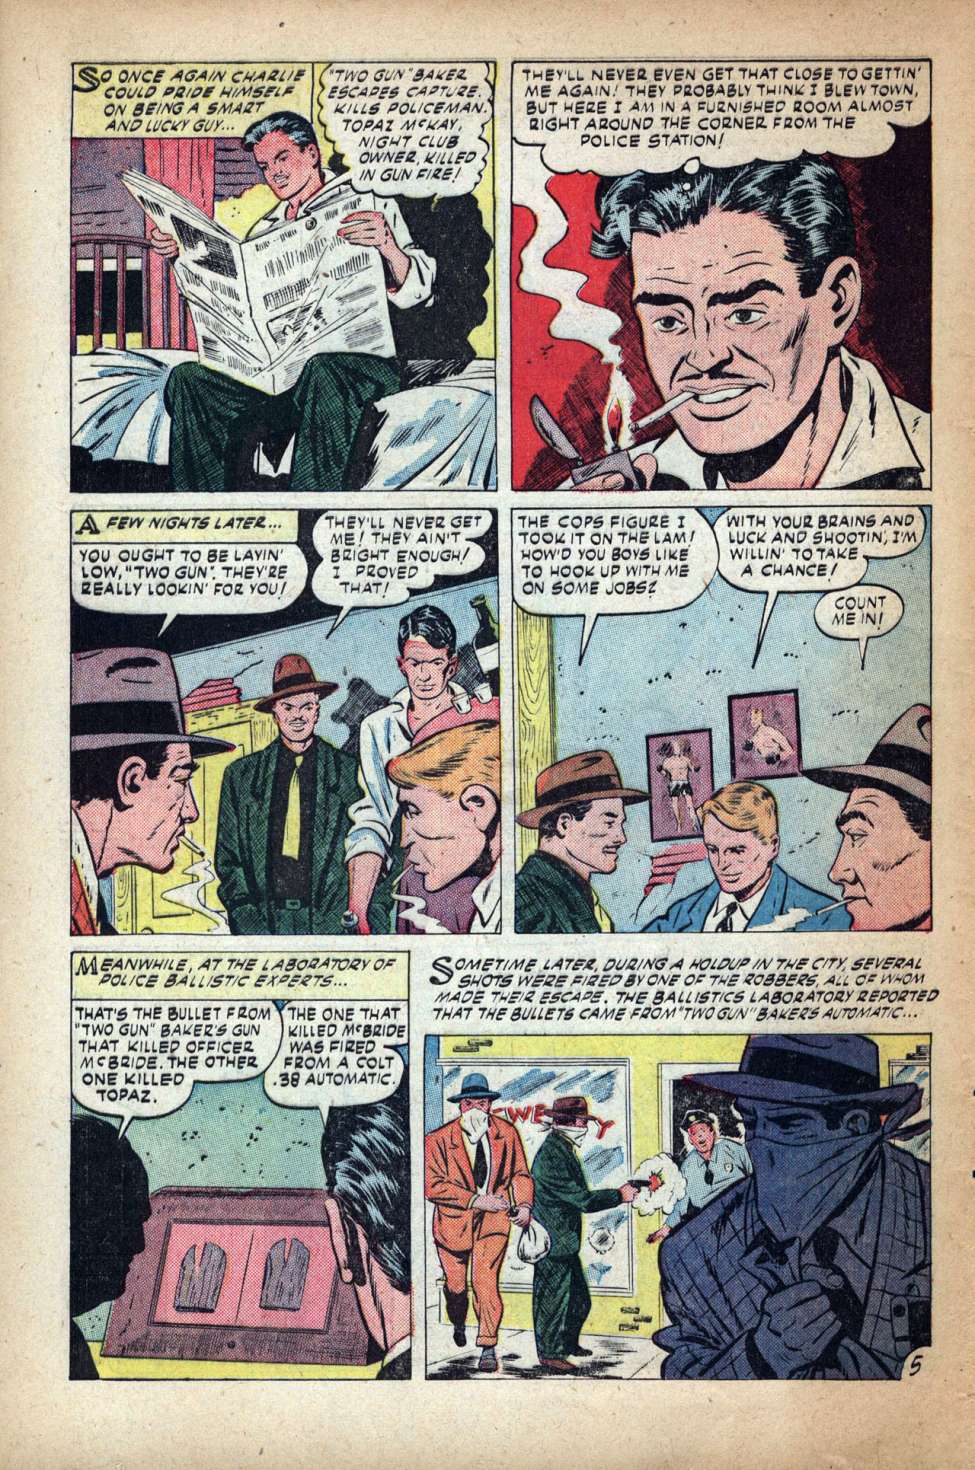 SO ONCE AGAIN CHARLIE
COULD PRIDE HIMSELF
ON BEING A SMART
AND LUCKY GUY...
"TWO GUN" BAKER
ESCAPES CAPTURE.
KILLS POLICEMAN.
TOPAZ McKAY,
NIGHT CLUB
OWNER, KILLED
IN GUN FIRE!
THEY'LL NEVER EVEN GET THAT CLOSE TO GETTIN'
ME AGAIN! THEY PROBABLY THINK I BLEW TOWN,
BUT HERE I AM IN A FURNISHED ROOM ALMOST
RIGHT AROUND THE CORNER FROM THE
POLICE STATION!
A FEW NIGHTS LATER...
YOU OUGHT TO BE LAYIN'
LOW, "TWO GUN". THEY'RE
REALLY LOOKIN' FOR YOU!
THEY'LL NEVER GET
ME! THEY AIN'T
BRIGHT ENOUGH!
I PROVED
THAT!
THE COPS FIGURE I
TOOK IT ON THE LAM!
HOW'D YOU BOYS LIKE
TO HOOK UP WITH ME
ON SOME JOBS?
WITH YOUR BRAINS AND
LUCK AND SHOOTIN', I'M
WILLIN' TO TAKE
A CHANCE!
COUNT
ME IN!
MEANWHILE, AT THE LABORATORY OF
POLICE BALLISTIC EXPERTS...
THAT'S THE BULLET FROM
"TWO GUN" BAKER'S GUN
THAT KILLED OFFICER
McBRIDE. THE OTHER
ONE KILLED
TOPAZ.
THE ONE THAT
KILLED McBRIDE
WAS FIRED
FROM A COLT
.38 AUTOMATIC.
SOMETIME LATER, DURING A HOLDUP IN THE CITY, SEVERAL
SHOTS WERE FIRED BY ONE OF THE ROBBERS, ALL OF WHOM
MADE THEIR ESCAPE. THE BALLISTICS LABORATORY REPORTED
THAT THE BULLETS CAME FROM "TWO GUN" BAKER'S AUTOMATIC...
5